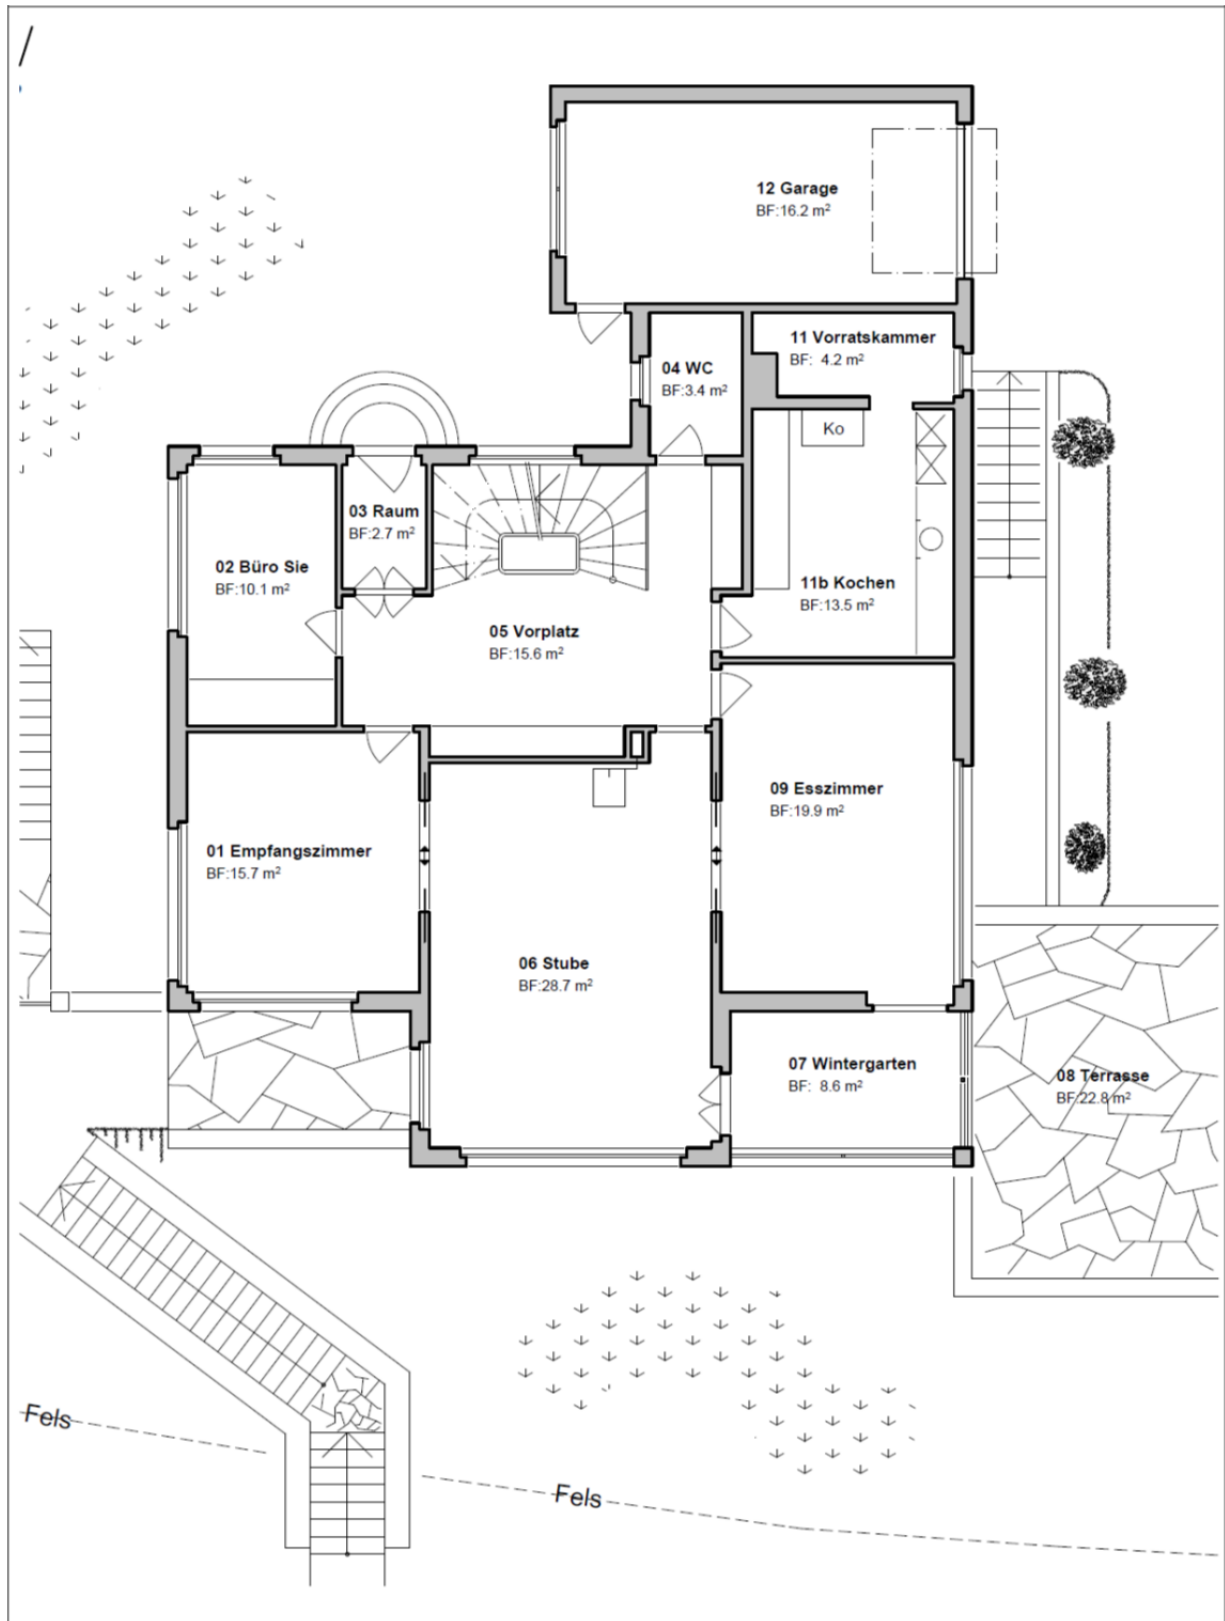 12 Garage
BF:16.2 m²
11 Vorratskammer
BF: 4.2 m²
04 WC
BF:3.4 m²
Ko
03 Raum
BF:2.7 m²
02 Büro Sie
BF:10.1 m²
11b Kochen
BF:13.5 m²
05 Vorplatz
BF:15.6 m²
09 Esszimmer
BF:19.9 m²
01 Empfangszimmer
BF:15.7 m²
06 Stube
BF:28.7 m²
07 Wintergarten
BF: 8.6 m²
08 Terrasse
BF:22.8 m²
Fels
Fels